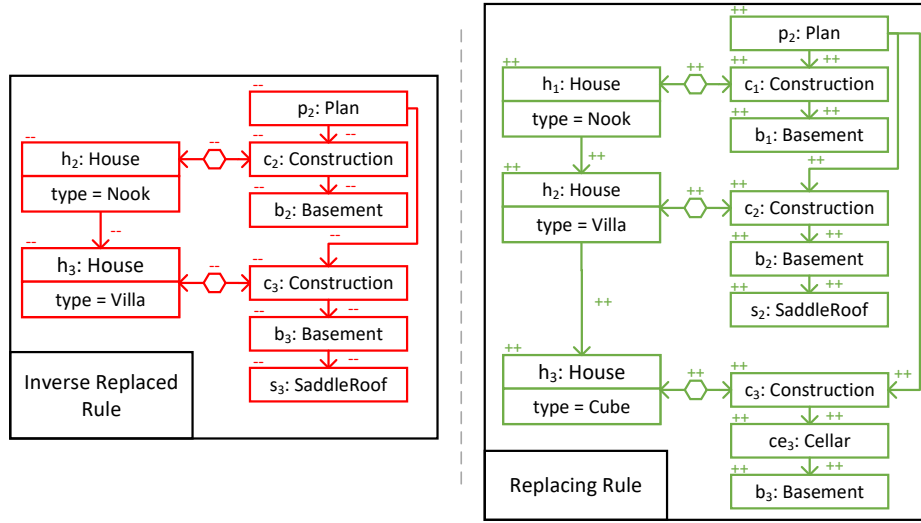 --
p₂: Plan
--
--
--
--
h₂: House
c₂: Construction
type = Nook
--
--
b₂: Basement
--
--
--
--
--
h₃: House
c₃: Construction
type = Villa
--
--
b₃: Basement
--
--
s₃: SaddleRoof
Inverse Replaced
Rule
++
p₂: Plan
++
++
++
++
h₁: House
c₁: Construction
type = Nook
++
++
b₁: Basement
++
++
++
++
++
h₂: House
c₂: Construction
type = Villa
++
++
b₂: Basement
++
++
s₂: SaddleRoof
++
++
++
++
++
h₃: House
c₃: Construction
type = Cube
++
++
ce₃: Cellar
++
++
b₃: Basement
Replacing Rule